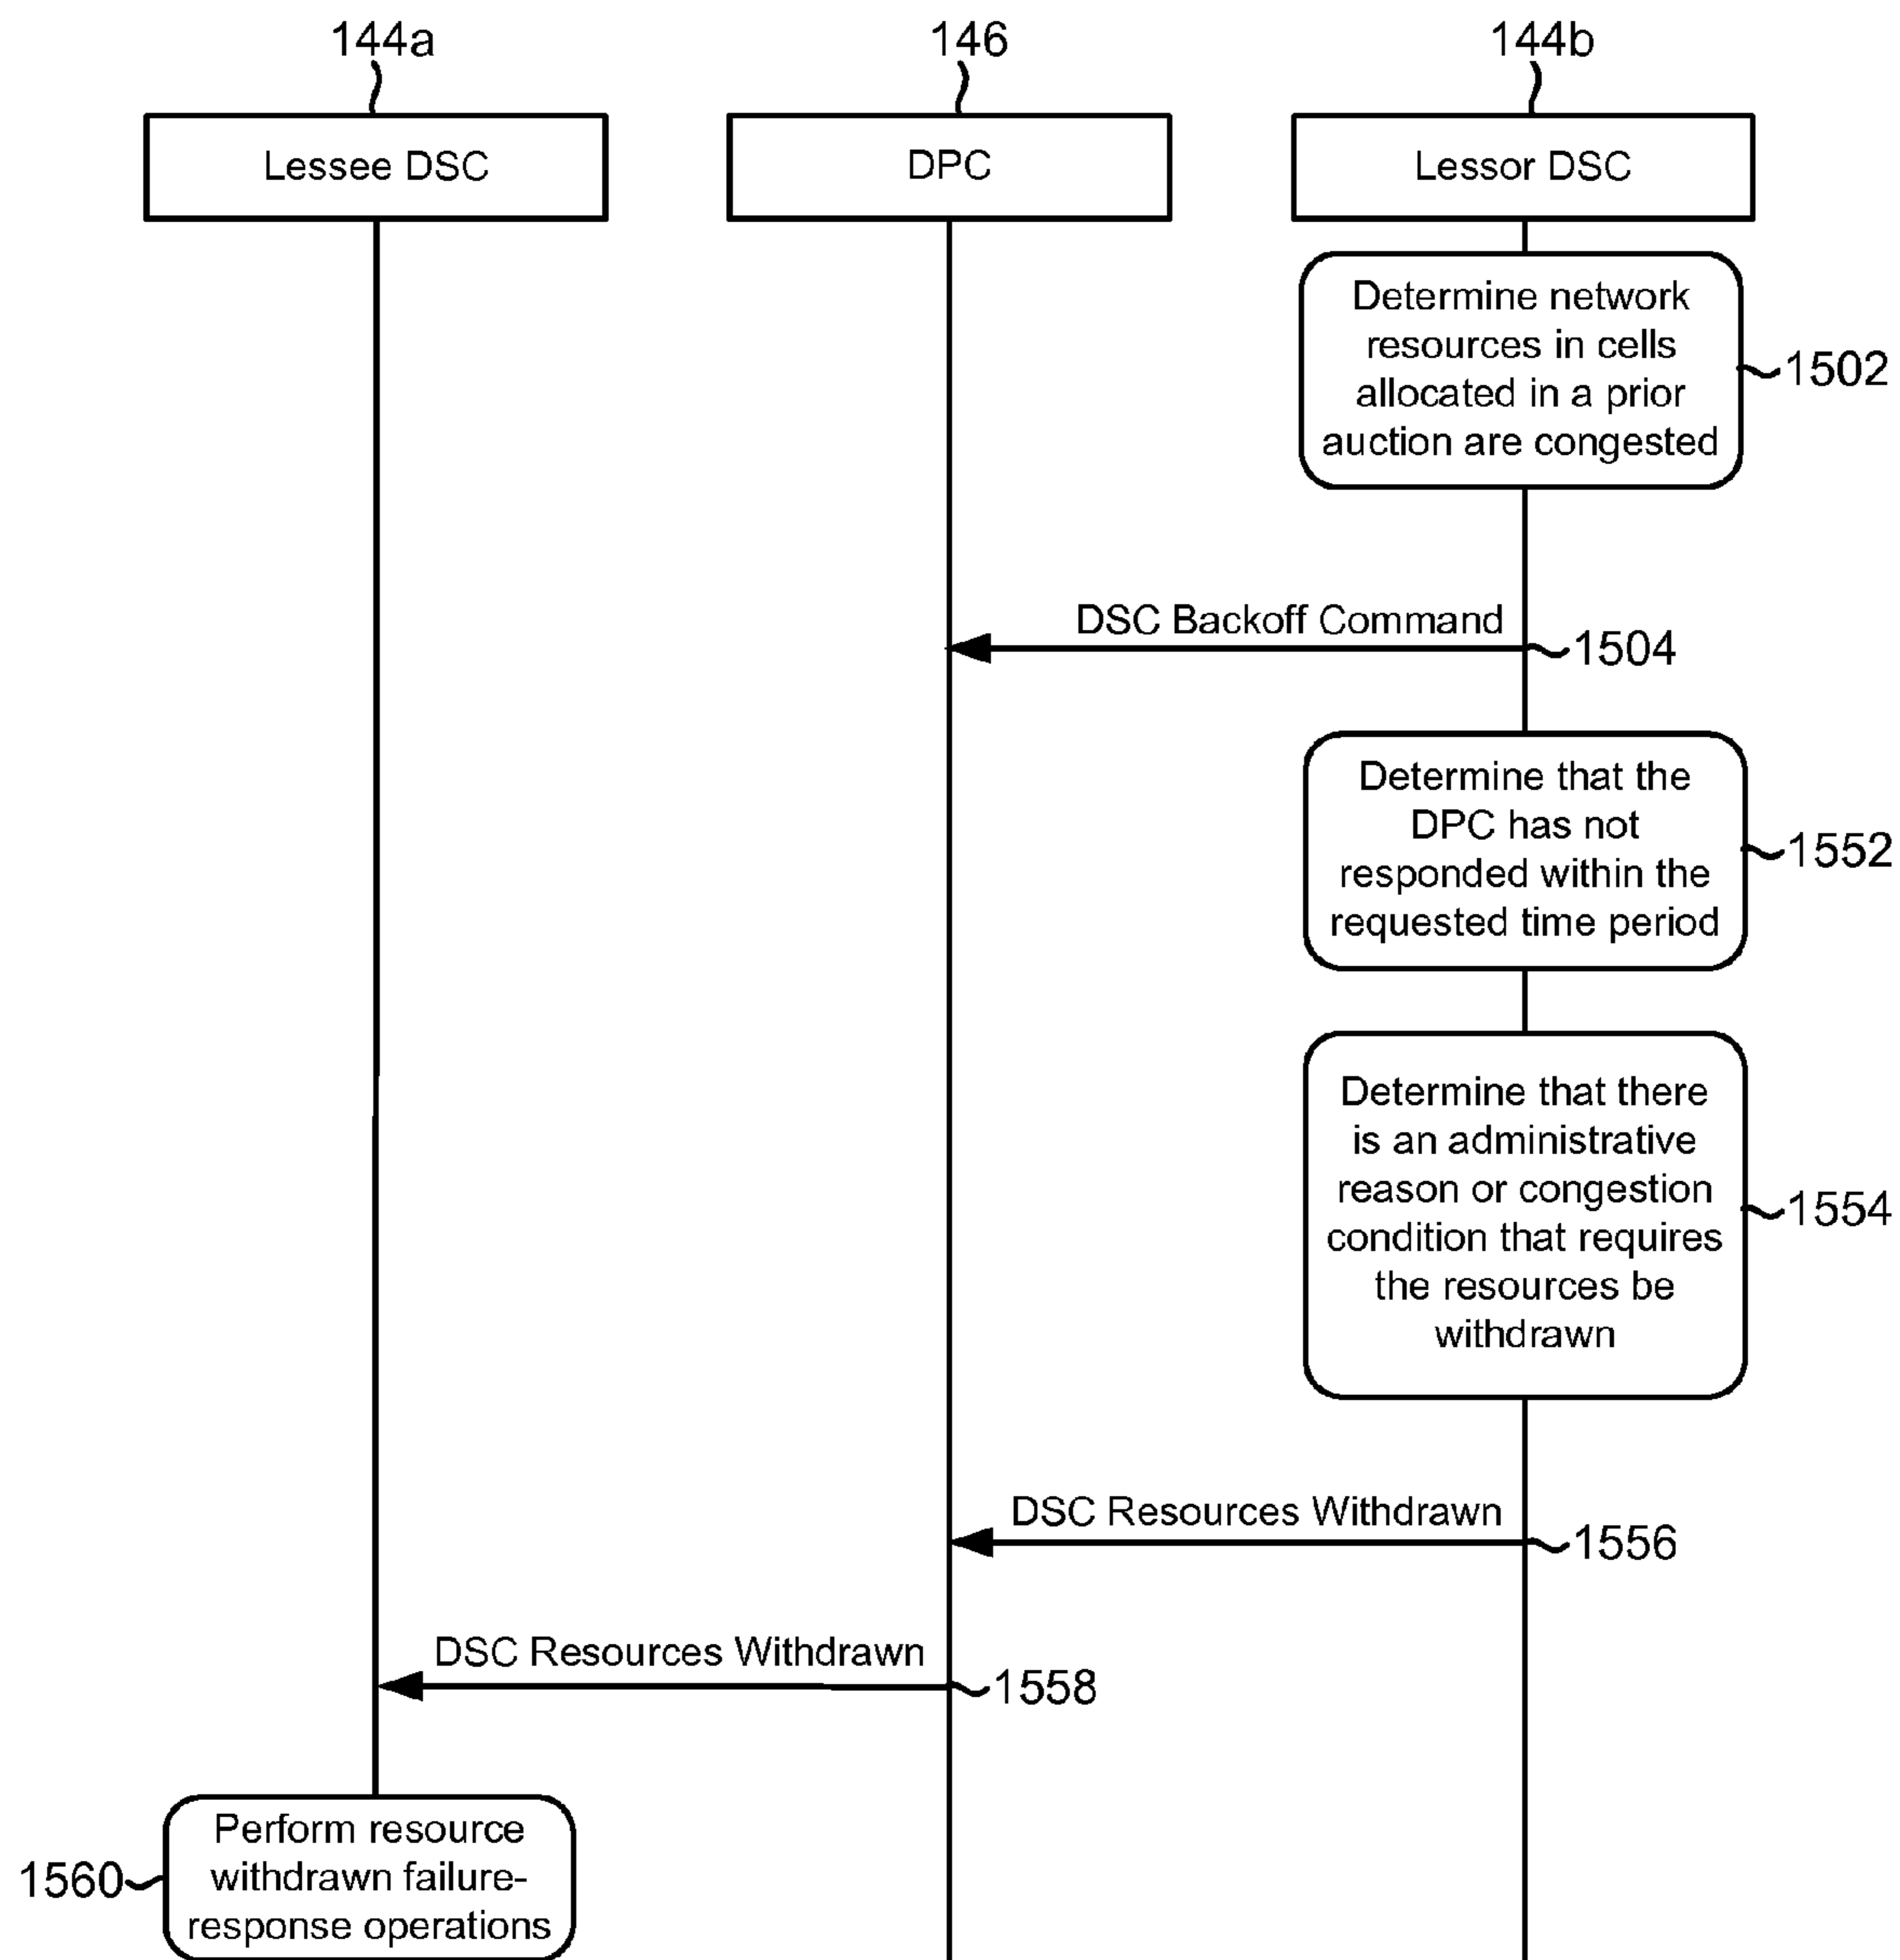 144a
146
144b
Lessee DSC
DPC
Lessor DSC
Determine network
resources in cells
allocated in a prior
auction are congested
1502
DSC Backoff Command
1504
Determine that the
DPC has not
responded within the
requested time period
1552
Determine that there
is an administrative
reason or congestion
condition that requires
the resources be
withdrawn
1554
DSC Resources Withdrawn
1556
DSC Resources Withdrawn
1558
Perform resource
withdrawn failure-
response operations
1560